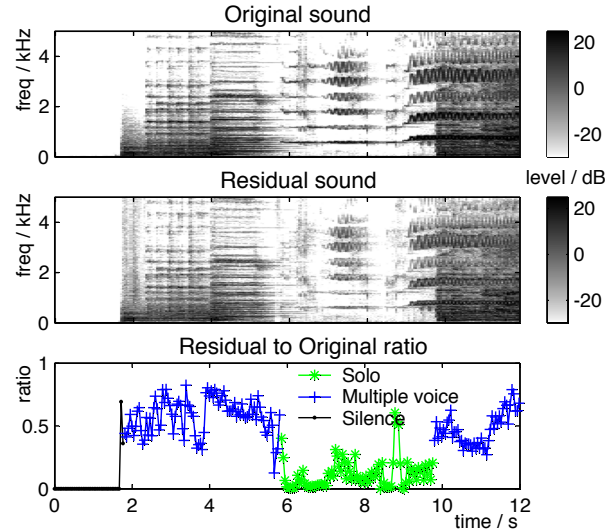 Original sound
freq / kHz
4
2
0
20
0
-20
Residual sound
level / dB
freq / kHz
4
2
0
20
0
-20
Residual to Original ratio
ratio
1
0.5
0
Solo
Multiple voice
Silence
0 2 4 6 8 10 12
time / s